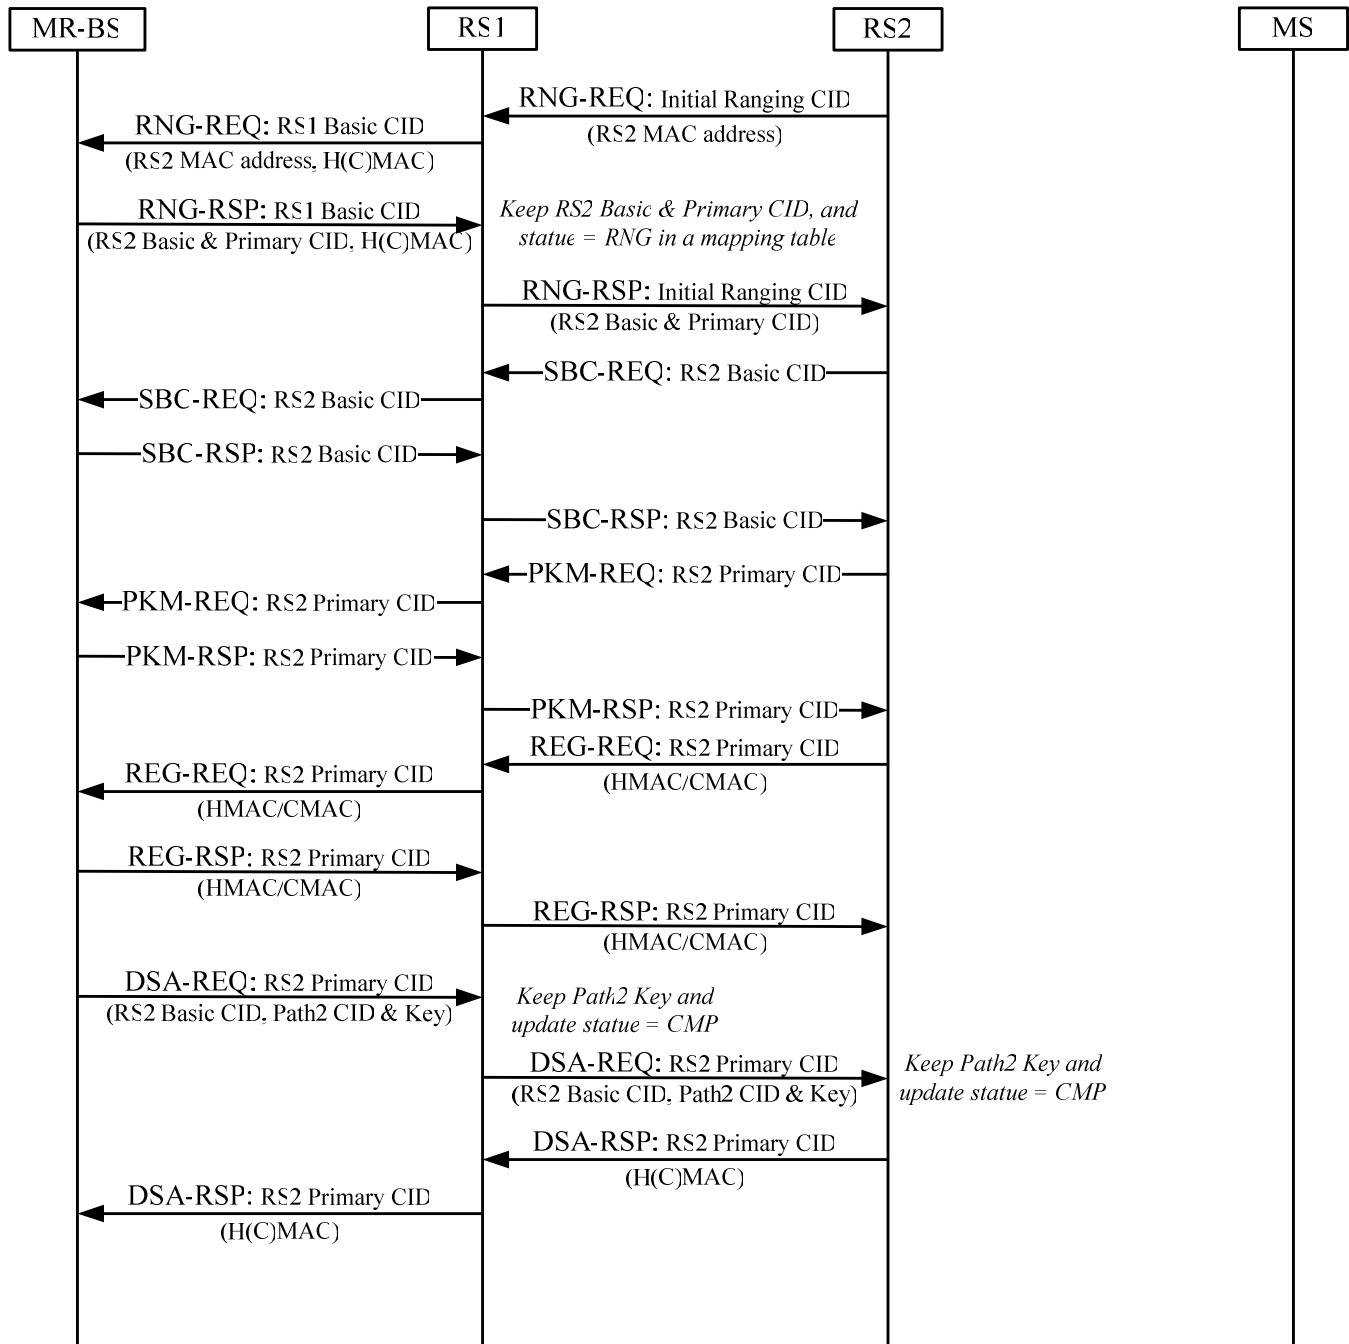 MR-BS
RS1
RS2
MS
RNG-REQ: Initial Ranging CID
(RS2 MAC address)
RNG-REQ: RS1 Basic CID
(RS2 MAC address, H(C)MAC)
RNG-RSP: RS1 Basic CID
(RS2 Basic & Primary CID, H(C)MAC)
Keep RS2 Basic & Primary CID, and
statue = RNG in a mapping table
RNG-RSP: Initial Ranging CID
(RS2 Basic & Primary CID)
SBC-REQ: RS2 Basic CID
SBC-REQ: RS2 Basic CID
SBC-RSP: RS2 Basic CID
SBC-RSP: RS2 Basic CID
PKM-REQ: RS2 Primary CID
PKM-REQ: RS2 Primary CID
PKM-RSP: RS2 Primary CID
PKM-RSP: RS2 Primary CID
REG-REQ: RS2 Primary CID
(HMAC/CMAC)
REG-REQ: RS2 Primary CID
(HMAC/CMAC)
REG-RSP: RS2 Primary CID
(HMAC/CMAC)
REG-RSP: RS2 Primary CID
(HMAC/CMAC)
DSA-REQ: RS2 Primary CID
(RS2 Basic CID, Path2 CID & Key)
Keep Path2 Key and
update statue = CMP
DSA-REQ: RS2 Primary CID
(RS2 Basic CID, Path2 CID & Key)
Keep Path2 Key and
update statue = CMP
DSA-RSP: RS2 Primary CID
(H(C)MAC)
DSA-RSP: RS2 Primary CID
(H(C)MAC)